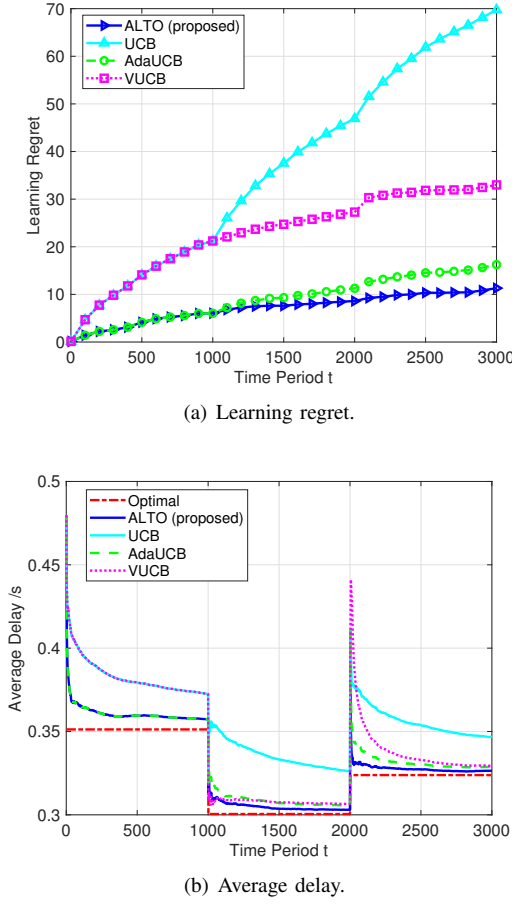 70
60
50
40
30
20
10
0
Learning Regret
ALTO (proposed)
UCB
AdaUCB
VUCB
0 500 1000 1500 2000 2500 3000
Time Period t
(a) Learning regret.
0.5
0.45
0.4
0.35
0.3
Average Delay /s
Optimal
ALTO (proposed)
UCB
AdaUCB
VUCB
0 500 1000 1500 2000 2500 3000
Time Period t
(b) Average delay.